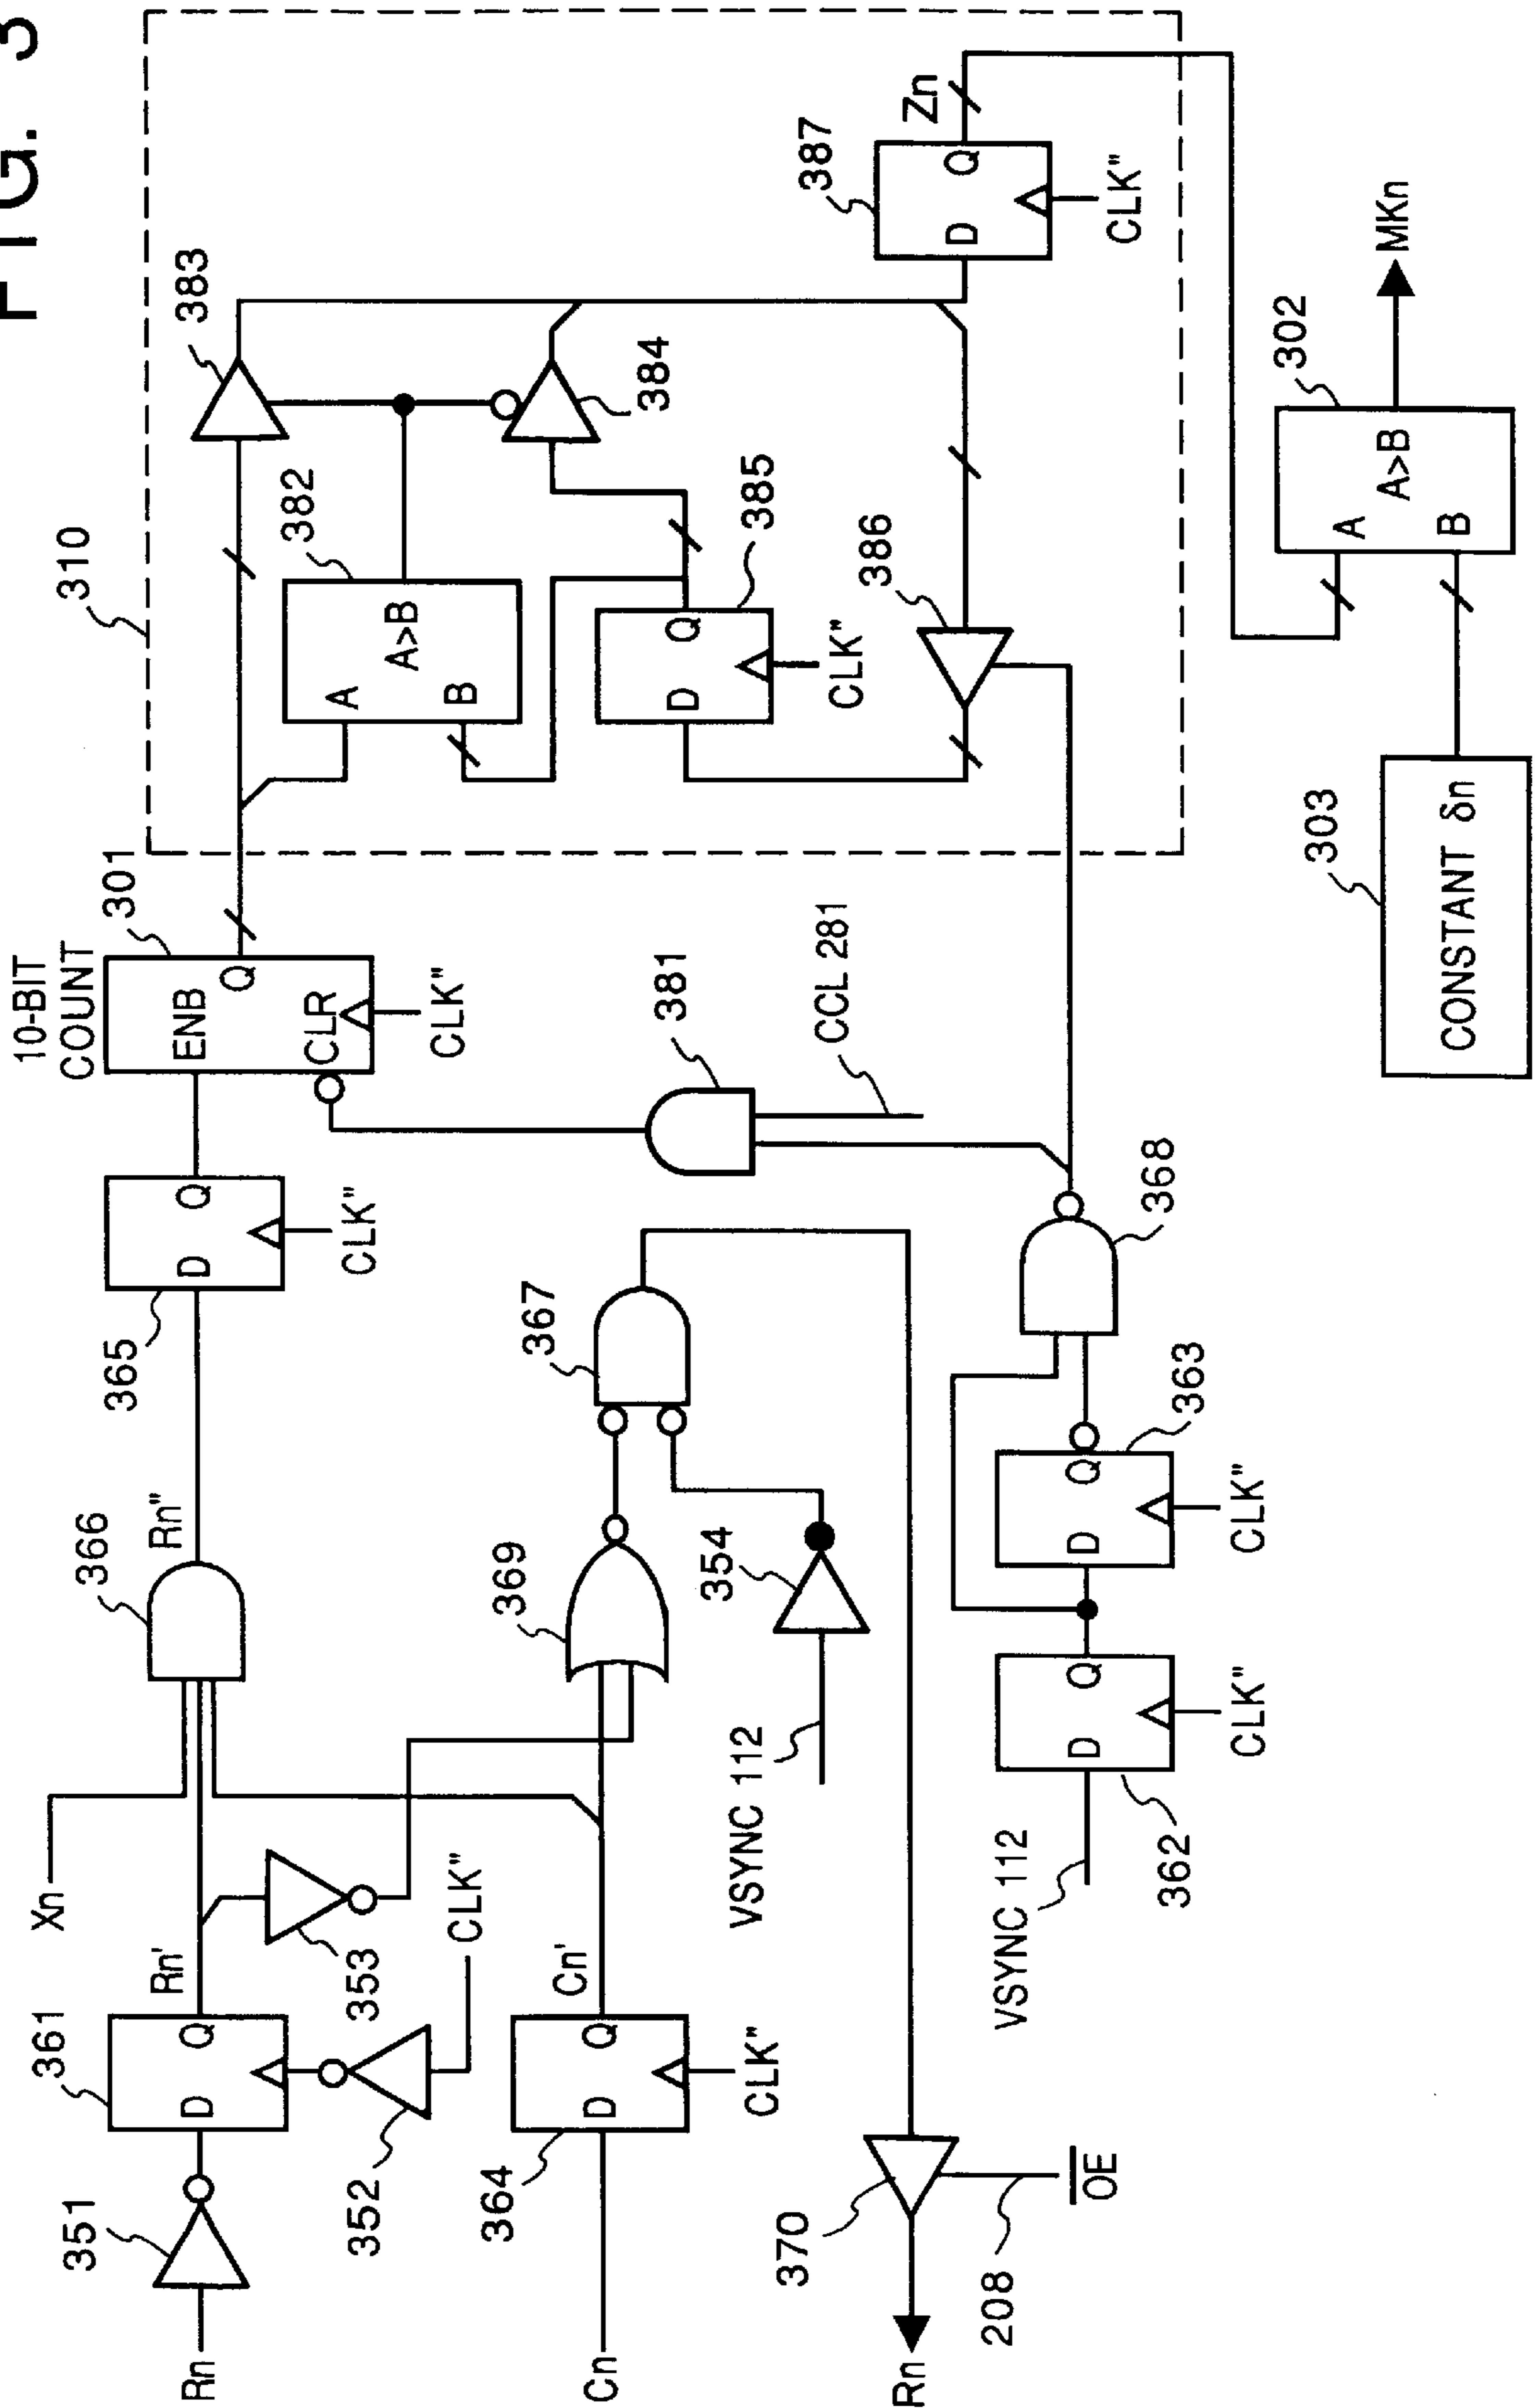 FIG. 3
310
383
382
A
A>B
B
384
385
D
Q
CLK"
386
387
D
Q
Zn
CLK"
10-BIT
COUNT
301
ENB
Q
CLR
CLK"
365
D
Q
CLK"
381
CCL 281
302
A
A>B
B
MKn
303
CONSTANT δn
366
Rn"
Xn
Rn'
361
D
Q
351
Rn
352
CLK"
353
369
367
354
VSYNC 112
Cn'
364
D
Q
CLK"
Cn
368
363
D
Q
CLK"
362
D
Q
CLK"
VSYNC 112
370
Rn
208
OE